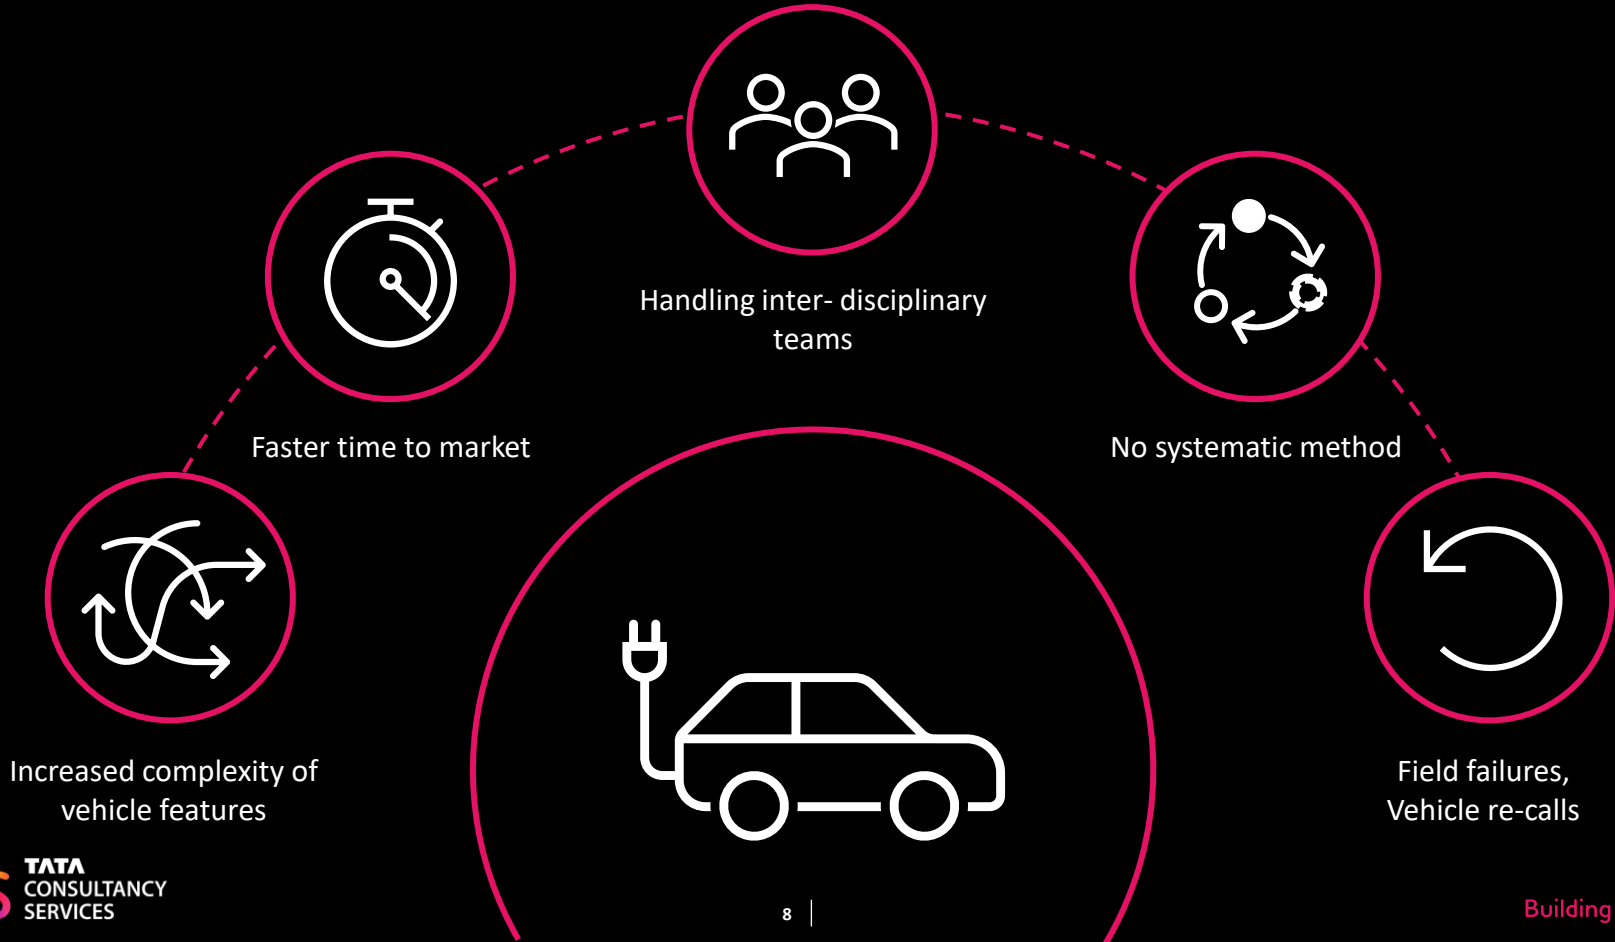 Handling inter- disciplinary
teams
Faster time to market
No systematic method
Increased complexity of
vehicle features
Field failures,
Vehicle re-calls
TATA
CONSULTANCY
SERVICES
8
Building